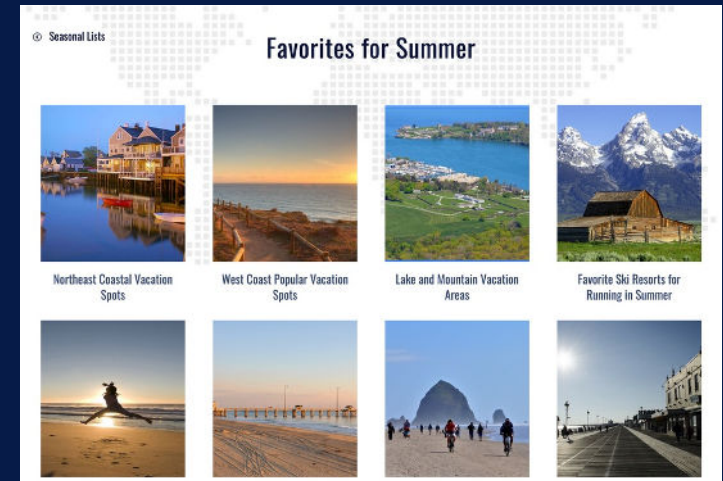 Seasonal Lists
Favorites for Summer
Northeast Coastal Vacation
Spots
West Coast Popular Vacation
Spots
Lake and Mountain Vacation
Areas
Favorite Ski Resorts for
Running in Summer